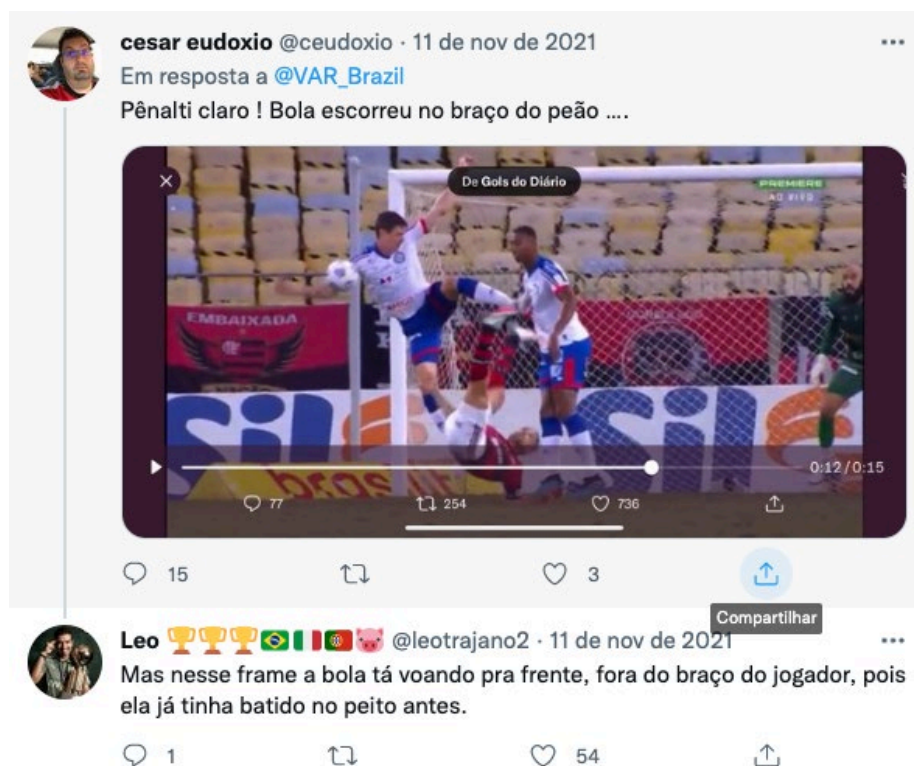 cesar eudoxio @ceudoxio · 11 de nov de 2021
Em resposta a @VAR_Brazil
Pênalti claro ! Bola escorreu no braço do peão ....
De Gols do Diário
PREMIERE
AO VIVO
EMBAIXADA
Sil
Sil
brasil
0:12/0:15
77 254 736
15 3
Compartilhar
Leo 🏆🏆🏆🇧🇷🇮🇹🇵🇹🐷 @leotrajano2 · 11 de nov de 2021
Mas nesse frame a bola tá voando pra frente, fora do braço do jogador, pois
ela já tinha batido no peito antes.
1 54